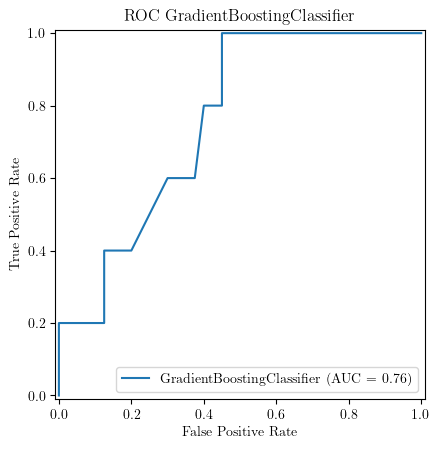 ROC GradientBoostingClassifier
1.0
0.8
0.6
0.4
0.2
0.0
True Positive Rate
GradientBoostingClassifier (AUC = 0.76)
0.0 0.2 0.4 0.6 0.8 1.0
False Positive Rate